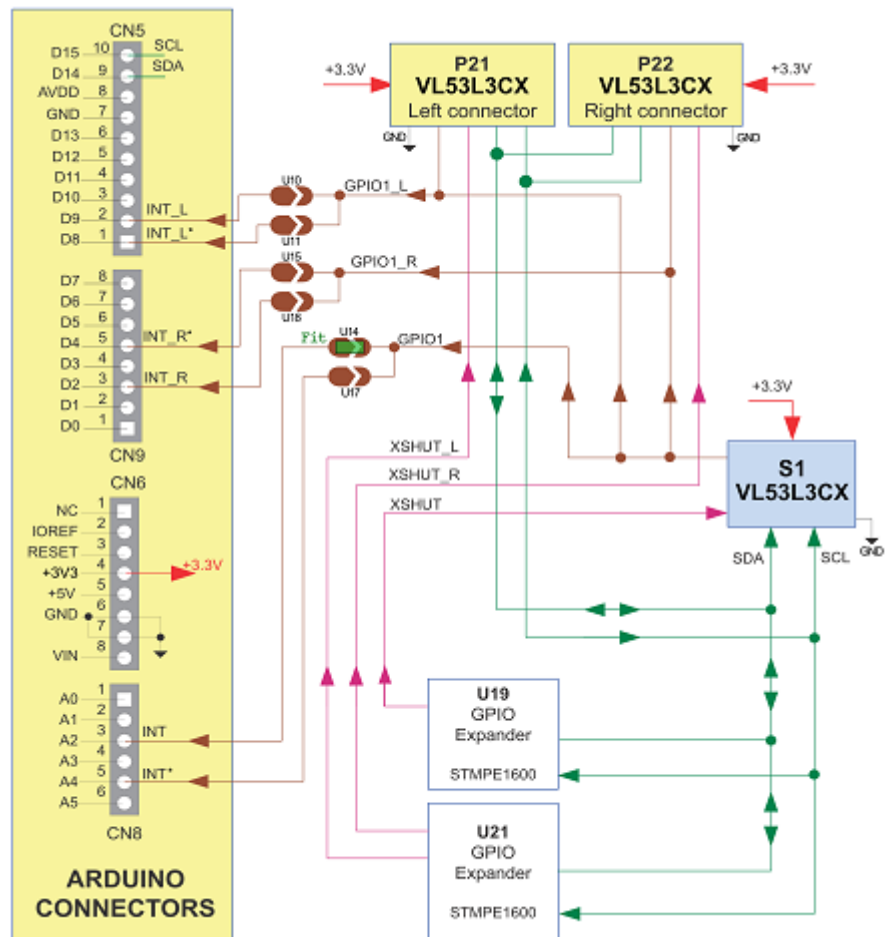 CN5
D15 10 SCL
D14 9 SDA
AVDD 8
GND 7
D13 6
D12 5
D11 4
D10 3
D9 2 INT_L
D8 1 INT_L*
D7 8
D6 7
D5 6
D4 5 INT_R*
D3 4
D2 3 INT_R
D1 2
D0 1
CN9
CN6
NC 1
IOREF 2
RESET 3
+3V3 4 +3.3V
+5V 5
GND 6
7
VIN 8
A0 1
A1 2
A2 3 INT
A3 4
A4 5 INT*
A5 6
CN8
ARDUINO
CONNECTORS
U10
U11
GPIO1_L
U15
U18
GPIO1_R
Fit
U14
U17
GPIO1
+3.3V
P21
VL53L3CX
Left connector
GND
P22
VL53L3CX
Right connector
+3.3V
GND
XSHUT_L
XSHUT_R
XSHUT
+3.3V
S1
VL53L3CX
GND
SDA
SCL
U19
GPIO
Expander
STMPE1600
U21
GPIO
Expander
STMPE1600